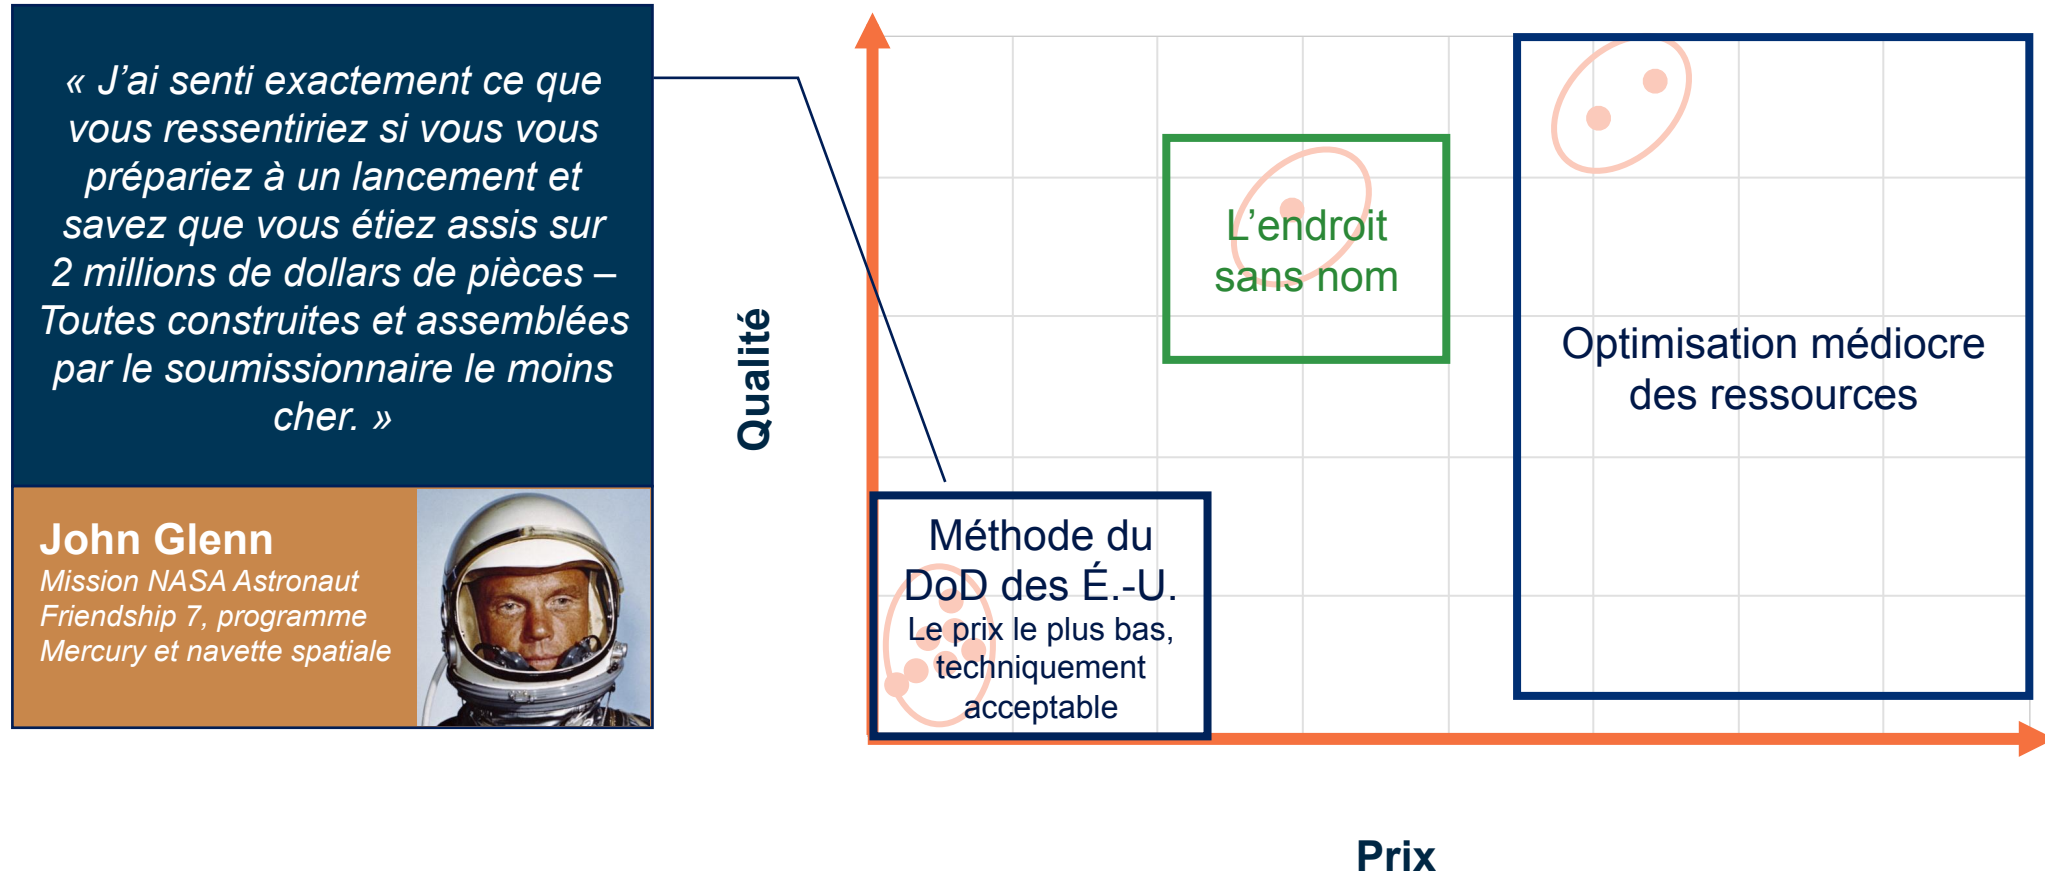 « J’ai senti exactement ce que
vous ressentiriez si vous vous
prépariez à un lancement et
savez que vous étiez assis sur
2 millions de dollars de pièces –
Toutes construites et assemblées
par le soumissionnaire le moins
cher. »
John Glenn
Mission NASA Astronaut
Friendship 7, programme
Mercury et navette spatiale
Qualité
L’endroit
sans nom
Optimisation médiocre
des ressources
Méthode du
DoD des É.-U.
Le prix le plus bas,
techniquement
acceptable
Prix